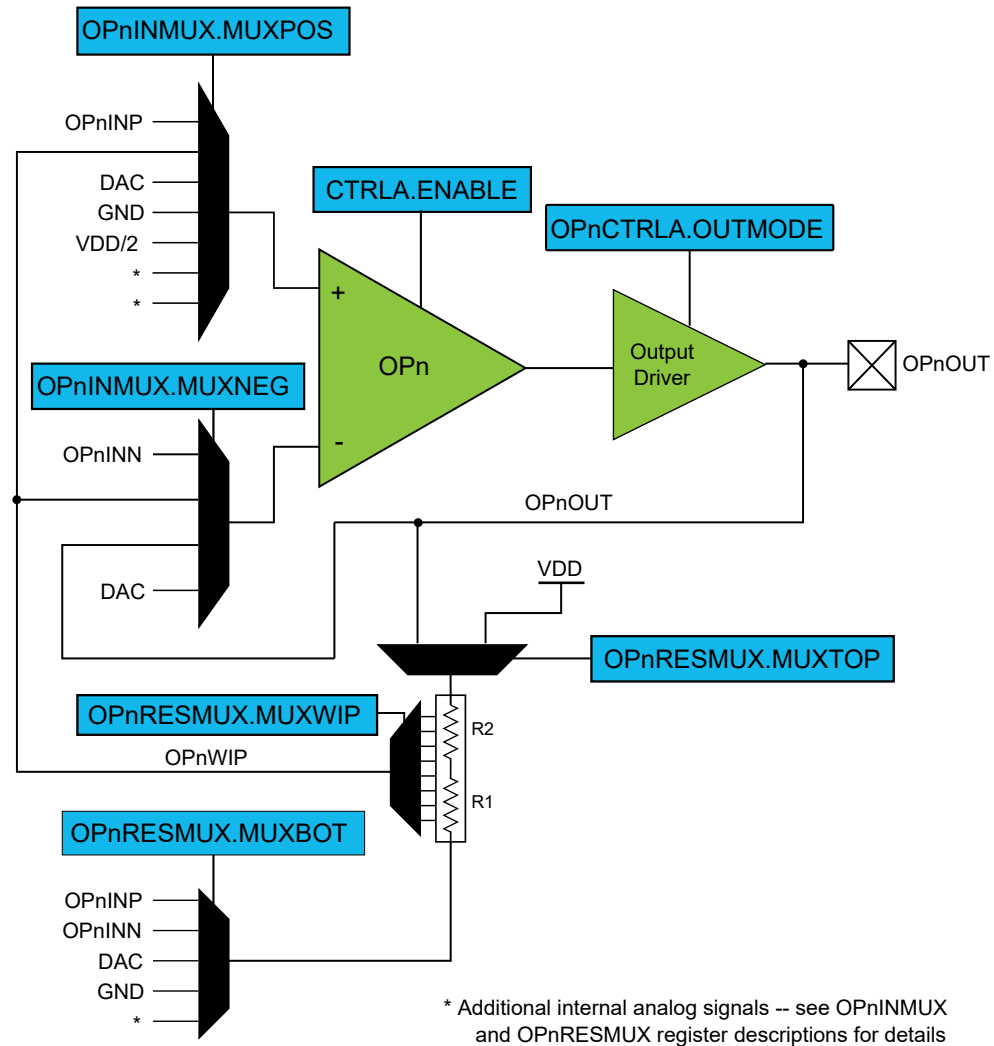 OPnINMUX.MUXPOS
OPnINP
DAC
GND
VDD/2
*
*
CTRLA.ENABLE
OPnCTRLA.OUTMODE
+
OPn
-
Output
Driver
OPnOUT
OPnINMUX.MUXNEG
OPnINN
DAC
OPnOUT
VDD
OPnRESMUX.MUXTOP
OPnRESMUX.MUXWIP
OPnWIP
R2
R1
OPnRESMUX.MUXBOT
OPnINP
OPnINN
DAC
GND
*
* Additional internal analog signals -- see OPnINMUX
and OPnRESMUX register descriptions for details